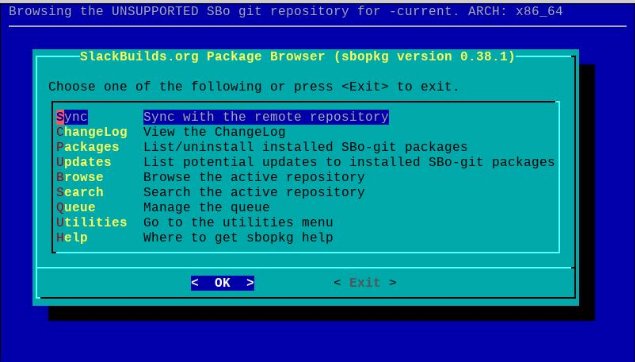 Browsing the UNSUPPORTED SBo git repository for -current. ARCH: x86_64
SlackBuilds.org Package Browser (sbopkg version 0.38.1)
Choose one of the following or press <Exit> to exit.
Sync Sync with the remote repository
ChangeLog View the ChangeLog
Packages List/uninstall installed SBo-git packages
Updates List potential updates to installed SBo-git packages
Browse Browse the active repository
Search Search the active repository
Queue Manage the queue
Utilities Go to the utilities menu
Help Where to get sbopkg help
< OK > < Exit >